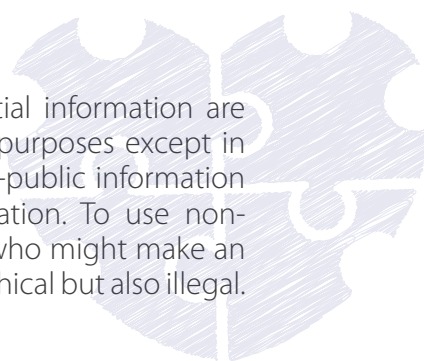 tial information are
purposes except in
-public information
ation. To use non-
who might make an
hical but also illegal.